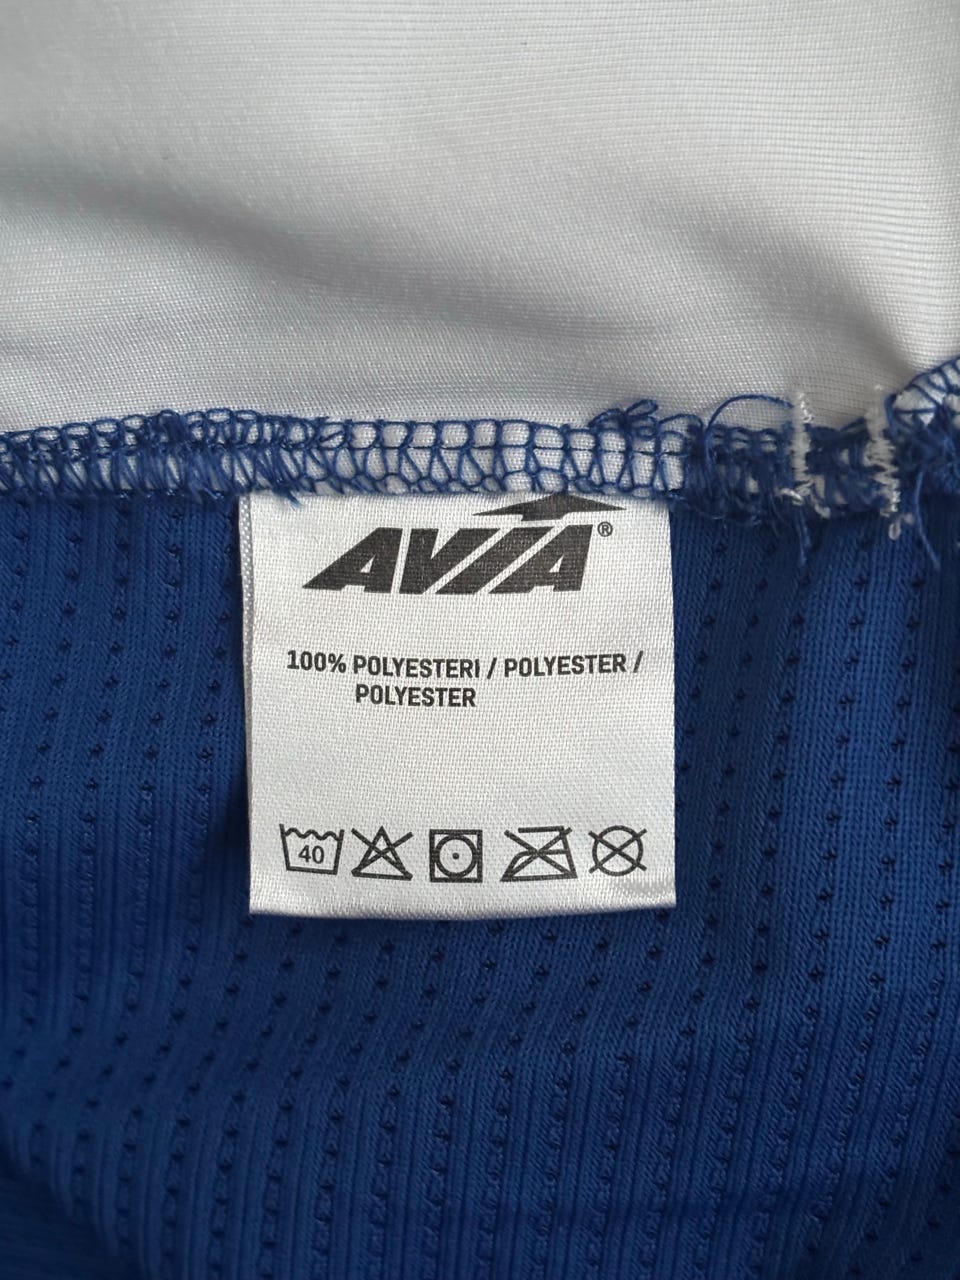 AVIA®
100% POLYESTERI / POLYESTER /
POLYESTER
40